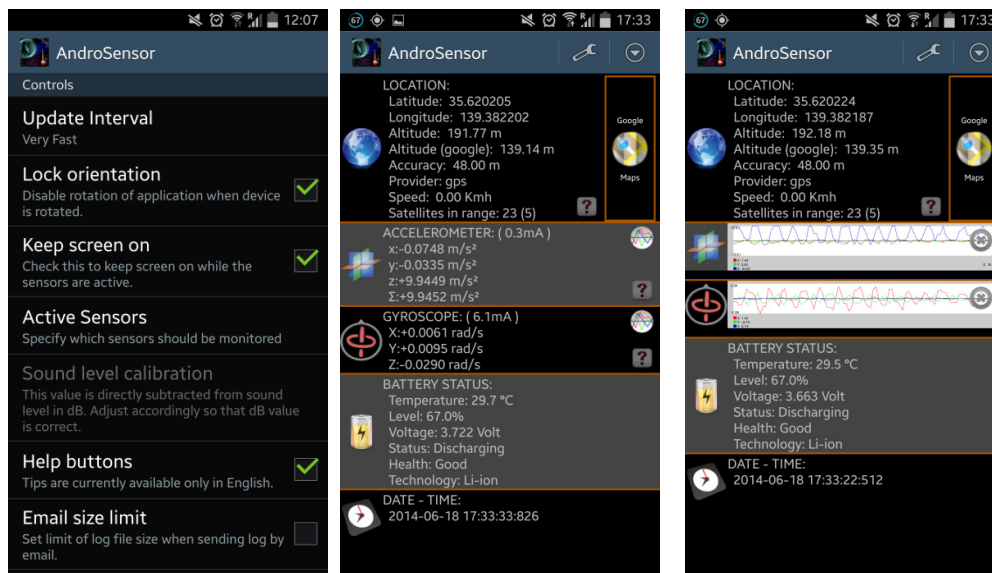 12:07
AndroSensor
Controls
Update Interval
Very Fast
Lock orientation
Disable rotation of application when device
is rotated.
Keep screen on
Check this to keep screen on while the
sensors are active.
Active Sensors
Specify which sensors should be monitored
Sound level calibration
This value is directly subtracted from sound
level in dB. Adjust accordingly so that dB value
is correct.
Help buttons
Tips are currently available only in English.
Email size limit
Set limit of log file size when sending log by
email.
67 17:33
AndroSensor
LOCATION:
Latitude: 35.620205
Longitude: 139.382202
Altitude: 191.77 m
Altitude (google): 139.14 m
Accuracy: 48.00 m
Provider: gps
Speed: 0.00 Kmh
Satellites in range: 23 (5)
Google
Maps
?
ACCELEROMETER: ( 0.3mA )
x:-0.0748 m/s²
y:-0.0335 m/s²
z:+9.9449 m/s²
Σ:+9.9452 m/s²
?
GYROSCOPE: ( 6.1mA )
X:+0.0061 rad/s
Y:+0.0095 rad/s
Z:-0.0290 rad/s
?
BATTERY STATUS:
Temperature: 29.7 °C
Level: 67.0%
Voltage: 3.722 Volt
Status: Discharging
Health: Good
Technology: Li-ion
DATE - TIME:
2014-06-18 17:33:33:826
67 17:33
AndroSensor
LOCATION:
Latitude: 35.620224
Longitude: 139.382187
Altitude: 192.18 m
Altitude (google): 139.35 m
Accuracy: 48.00 m
Provider: gps
Speed: 0.00 Kmh
Satellites in range: 23 (5)
Google
Maps
?
BATTERY STATUS:
Temperature: 29.5 °C
Level: 67.0%
Voltage: 3.663 Volt
Status: Discharging
Health: Good
Technology: Li-ion
DATE - TIME:
2014-06-18 17:33:22:512